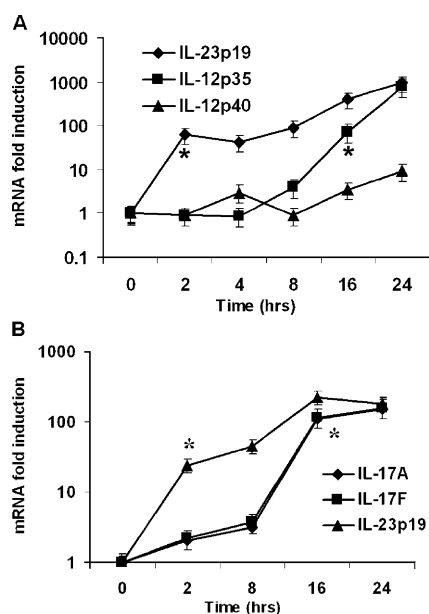 A
mRNA fold induction
10000
1000
100
10
1
0.1
IL-23p19
IL-12p35
IL-12p40
*
*
0 2 4 8 16 24
Time (hrs)
B
mRNA fold induction
1000
100
10
1
*
*
IL-17A
IL-17F
IL-23p19
0 2 8 16 24
Time (hrs)